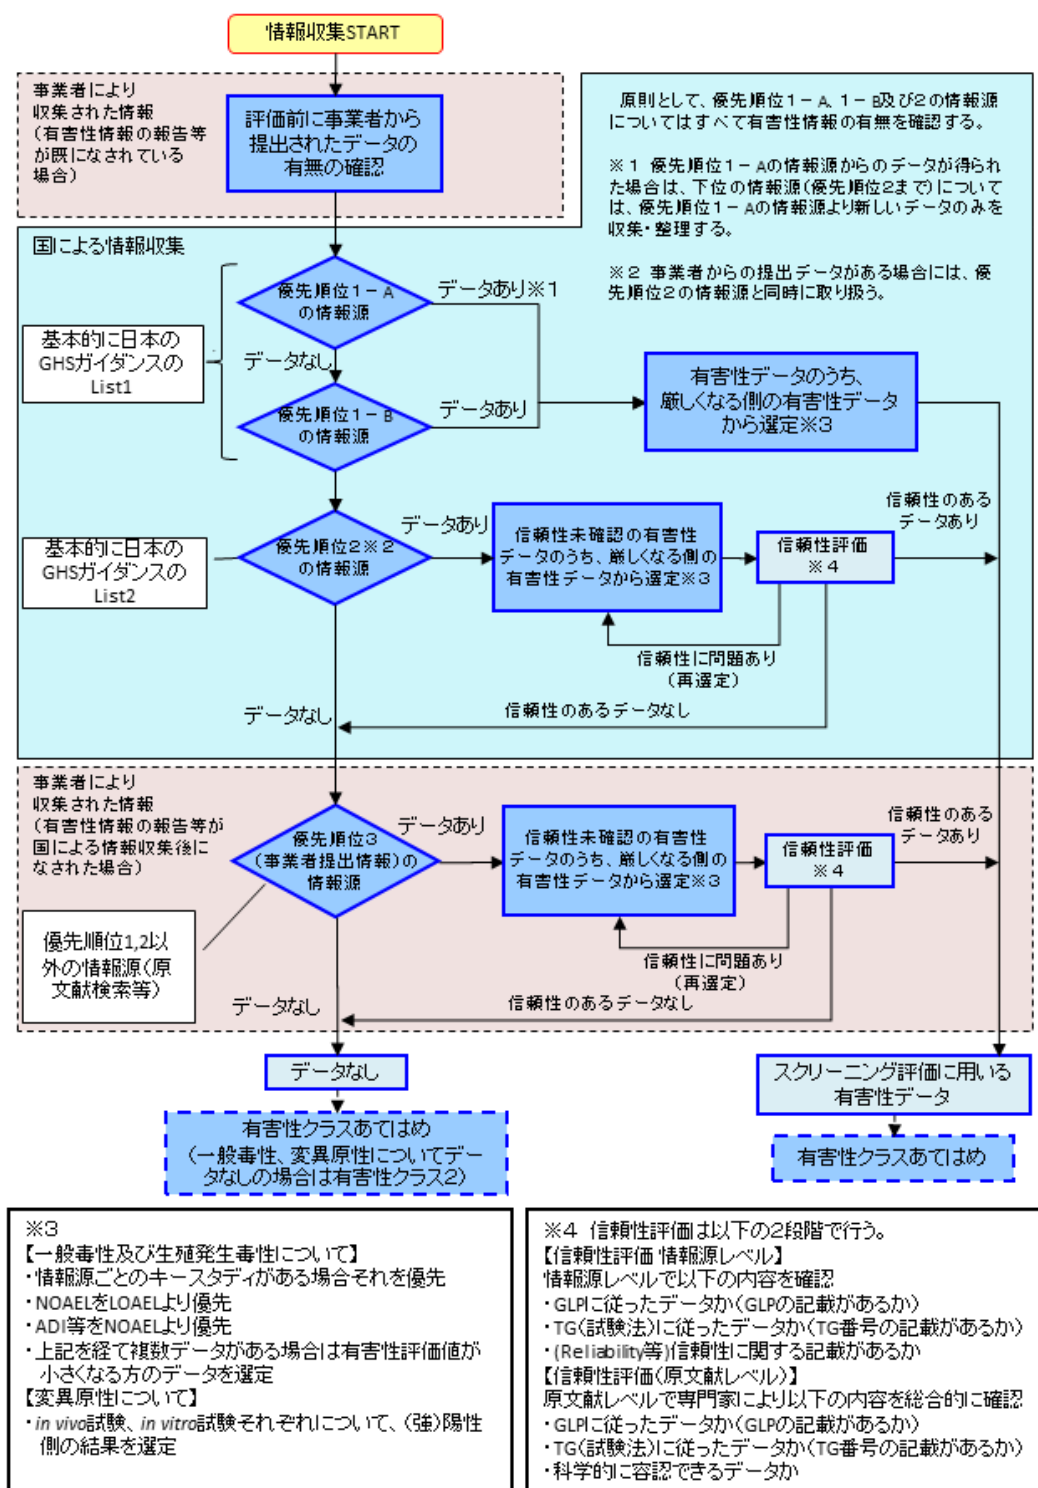 情報収集START
事業者により
収集された情報
(有害性情報の報告等
が既になされている
場合)
評価前に事業者から
提出されたデータの
有無の確認
原則として、優先順位1-A、1-B及び2の情報源
についてはすべて有害性情報の有無を確認する。
※1 優先順位1-Aの情報源からのデータが得られ
た場合は、下位の情報源(優先順位2まで)について
は、優先順位1-Aの情報源より新しいデータのみを
収集・整理する。
※2 事業者からの提出データがある場合には、優
先順位2の情報源と同時に取り扱う。
国による情報収集
優先順位1-A
の情報源
データあり※1
基本的に日本の
GHSガイダンスの
List1
データなし
優先順位1-B
の情報源
データあり
有害性データのうち、
厳しくなる側の有害性データ
から選定※3
優先順位2※2
の情報源
データあり
基本的に日本の
GHSガイダンスの
List2
信頼性未確認の有害性
データのうち、厳しくなる側の
有害性データから選定※3
信頼性評価
※4
信頼性のある
データあり
信頼性に問題あり
(再選定)
信頼性のあるデータなし
データなし
事業者により
収集された情報
(有害性情報の報告等が
国による情報収集後に
なされた場合)
優先順位3
(事業者提出情報)の
情報源
データあり
信頼性未確認の有害性
データのうち、厳しくなる側の
有害性データから選定※3
信頼性評価
※4
信頼性のある
データあり
優先順位1,2以
外の情報源(原
文献検索等)
信頼性に問題あり
(再選定)
信頼性のあるデータなし
データなし
データなし
有害性クラスあてはめ
(一般毒性、変異原性についてデー
タなしの場合は有害性クラス2)
スクリーニング評価に用いる
有害性データ
有害性クラスあてはめ
※3
【一般毒性及び生殖発生毒性について】
・情報源ごとのキースタディがある場合それを優先
・NOAELをLOAELより優先
・ADI等をNOAELより優先
・上記を経て複数データがある場合は有害性評価値が
小さくなる方のデータを選定
【変異原性について】
・in vivo試験、in vitro試験それぞれについて、(強)陽性
側の結果を選定
※4 信頼性評価は以下の2段階で行う。
【信頼性評価 情報源レベル】
情報源レベルで以下の内容を確認
・GLPに従ったデータか(GLPの記載があるか)
・TG(試験法)に従ったデータか(TG番号の記載があるか)
・(Reliability等)信頼性に関する記載があるか
【信頼性評価(原文献レベル)】
原文献レベルで専門家により以下の内容を総合的に確認
・GLPに従ったデータか(GLPの記載があるか)
・TG(試験法)に従ったデータか(TG番号の記載があるか)
・科学的に容認できるデータか